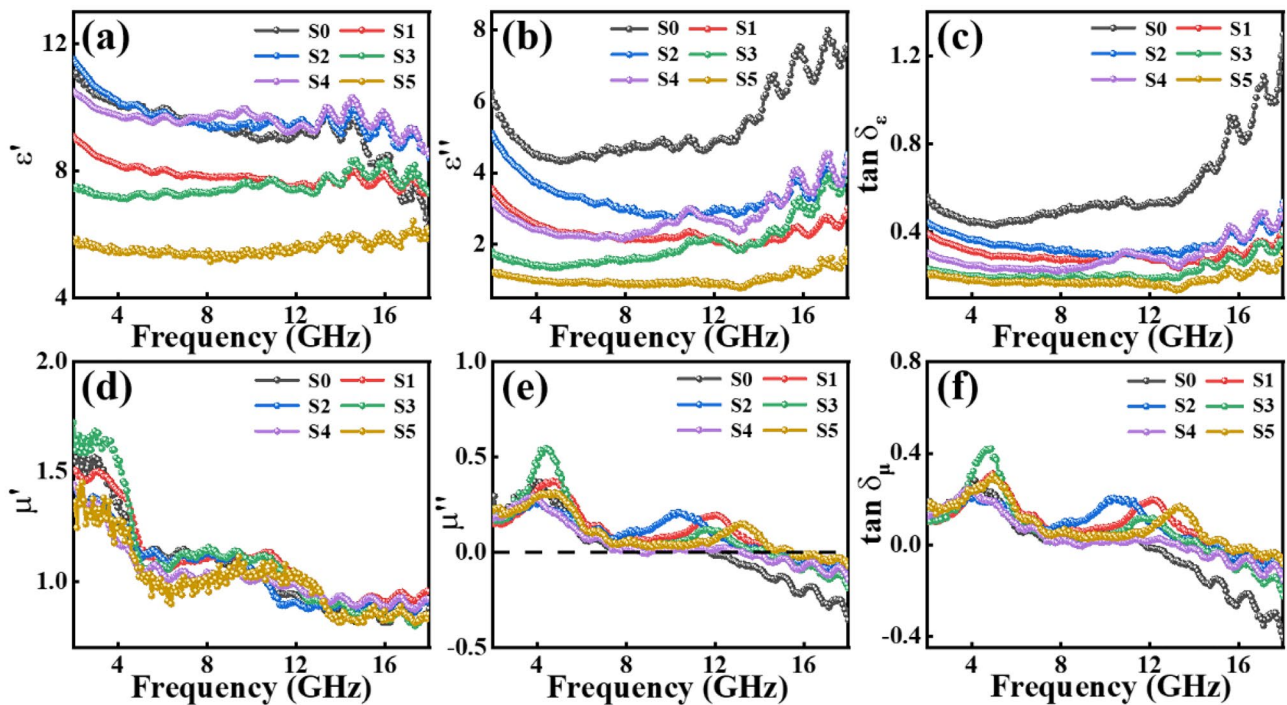 (a)
S0 S1
S2 S3
S4 S5
12
8
4
ε'
4 8 12 16
Frequency (GHz)
(b)
S0 S1
S2 S3
S4 S5
8
6
4
2
ε''
4 8 12 16
Frequency (GHz)
(c)
S0 S1
S2 S3
S4 S5
1.2
0.8
0.4
tan δε
4 8 12 16
Frequency (GHz)
(d)
S0 S1
S2 S3
S4 S5
2.0
1.5
1.0
μ'
4 8 12 16
Frequency (GHz)
(e)
S0 S1
S2 S3
S4 S5
1.0
0.5
0.0
-0.5
μ''
4 8 12 16
Frequency (GHz)
(f)
S0 S1
S2 S3
S4 S5
0.8
0.4
0.0
-0.4
tan δμ
4 8 12 16
Frequency (GHz)